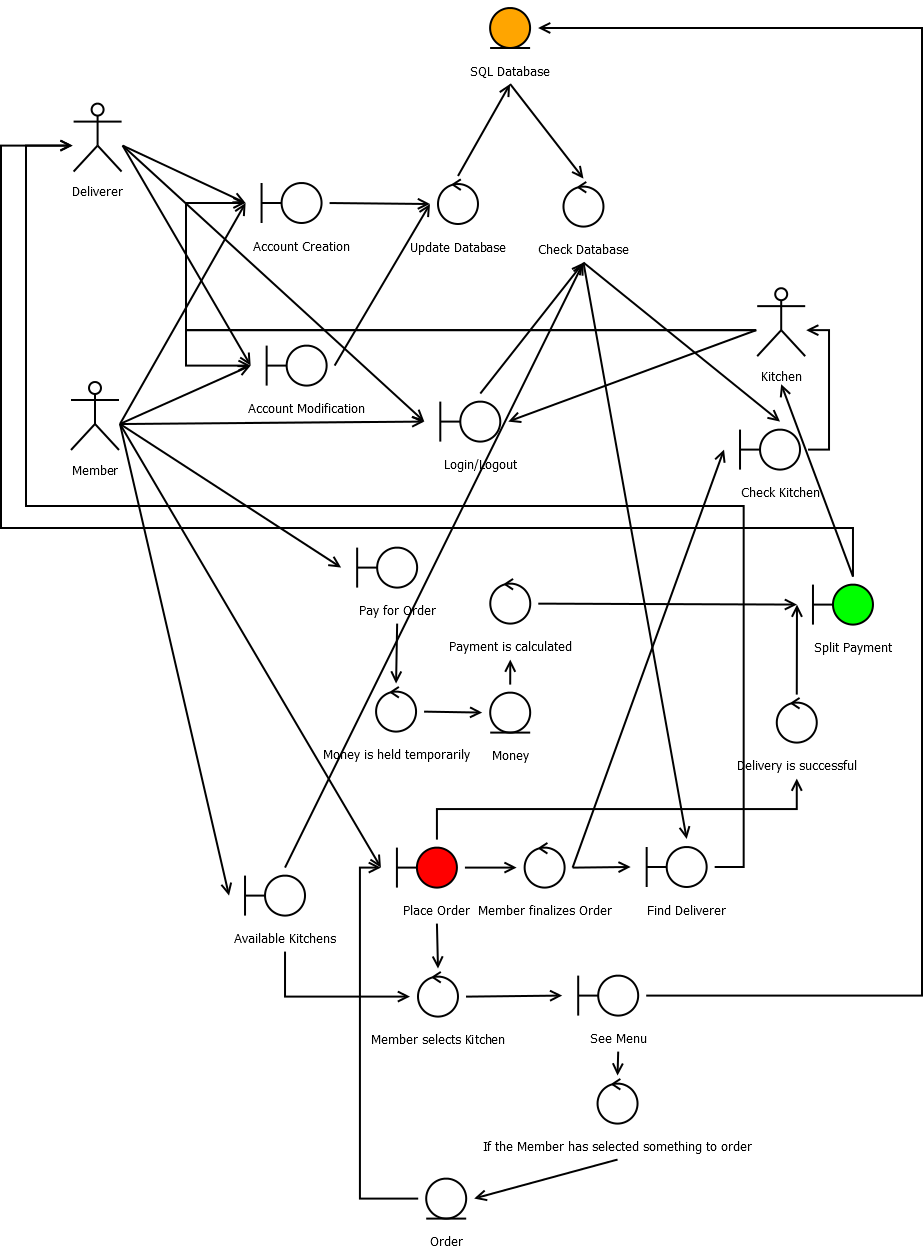 SQL Database
Deliverer
Account Creation
Update Database
Check Database
Kitchen
Account Modification
Member
Login/Logout
Check Kitchen
Pay for Order
Payment is calculated
Split Payment
Money is held temporarily
Money
Delivery is successful
Place Order
Member finalizes Order
Find Deliverer
Available Kitchens
Member selects Kitchen
See Menu
If the Member has selected something to order
Order